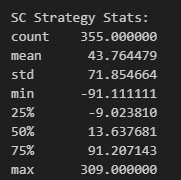 SC Strategy Stats:
count    355.000000
mean      43.764479
std       71.854664
min      -91.111111
25%       -9.023810
50%       13.637681
75%       91.207143
max      309.000000